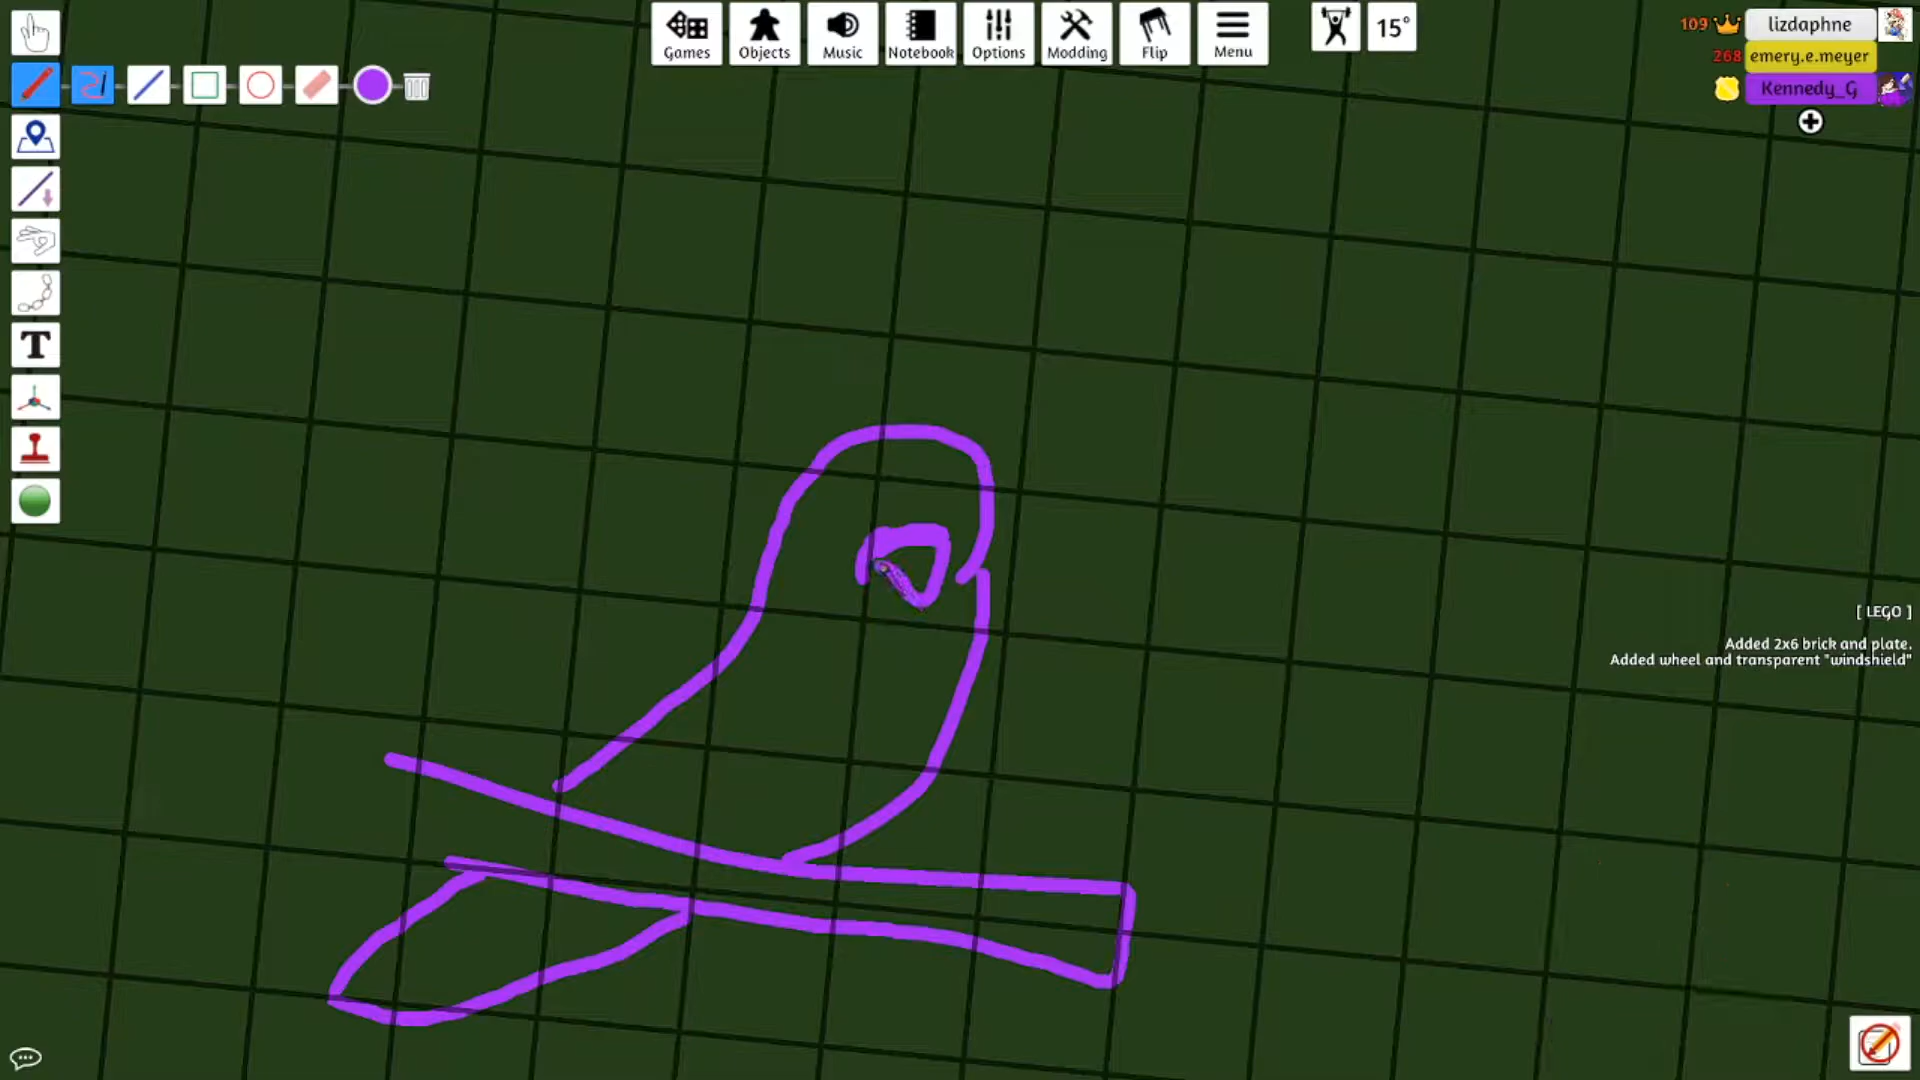 Games
Objects
Music
Notebook
Options
Modding
Flip
Menu
15°
109
lizdaphne
268
emery.e.meyer
Kennedy_G
T
[ LEGO ]
Added 2x6 brick and plate.
Added wheel and transparent "windshield"